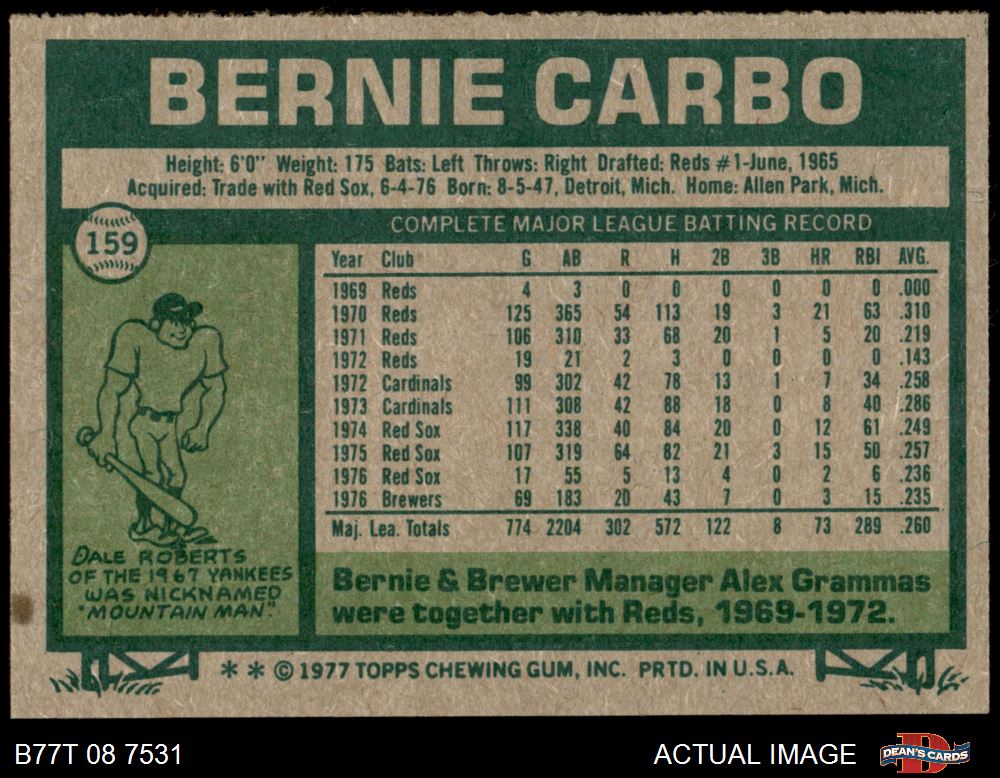 BERNIE CARBO
Height: 6'0" Weight: 175 Bats: Left Throws: Right Drafted: Reds #1-June, 1965
Acquired: Trade with Red Sox, 6-4-76 Born: 8-5-47, Detroit, Mich. Home: Allen Park, Mich.
159
COMPLETE MAJOR LEAGUE BATTING RECORD
Year Club G AB R H 2B 3B HR RBI AVG.
1969 Reds 4 3 0 0 0 0 0 0 .000
1970 Reds 125 365 54 113 19 3 21 63 .310
1971 Reds 106 310 33 68 20 1 5 20 .219
1972 Reds 19 21 2 3 0 0 0 0 .143
1972 Cardinals 99 302 42 78 13 1 7 34 .258
1973 Cardinals 111 308 42 88 18 0 8 40 .286
1974 Red Sox 117 338 40 84 20 0 12 61 .249
1975 Red Sox 107 319 64 82 21 3 15 50 .257
1976 Red Sox 17 55 5 13 4 0 2 6 .236
1976 Brewers 69 183 20 43 7 0 3 15 .235
Maj. Lea. Totals 774 2204 302 572 122 8 73 289 .260
DALE ROBERTS
OF THE 1967 YANKEES
WAS NICKNAMED
"MOUNTAIN MAN."
Bernie & Brewer Manager Alex Grammas
were together with Reds, 1969-1972.
** © 1977 TOPPS CHEWING GUM, INC. PRTD. IN U.S.A.
B77T 08 7531
ACTUAL IMAGE
D
DEAN'S CARDS